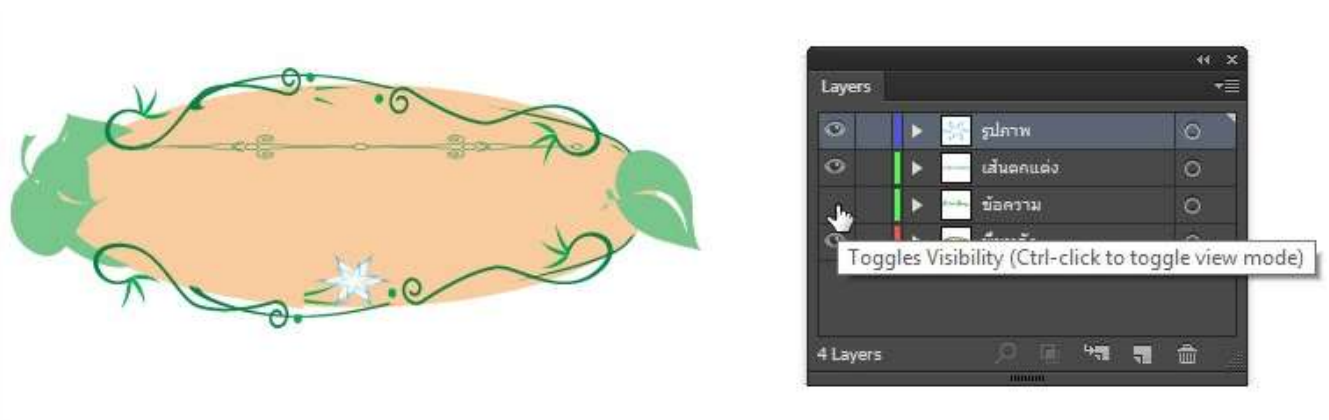 Layers
รูปภาพ
เส้นตกแต่ง
ข้อความ
Toggles Visibility (Ctrl-click to toggle view mode)
4 Layers